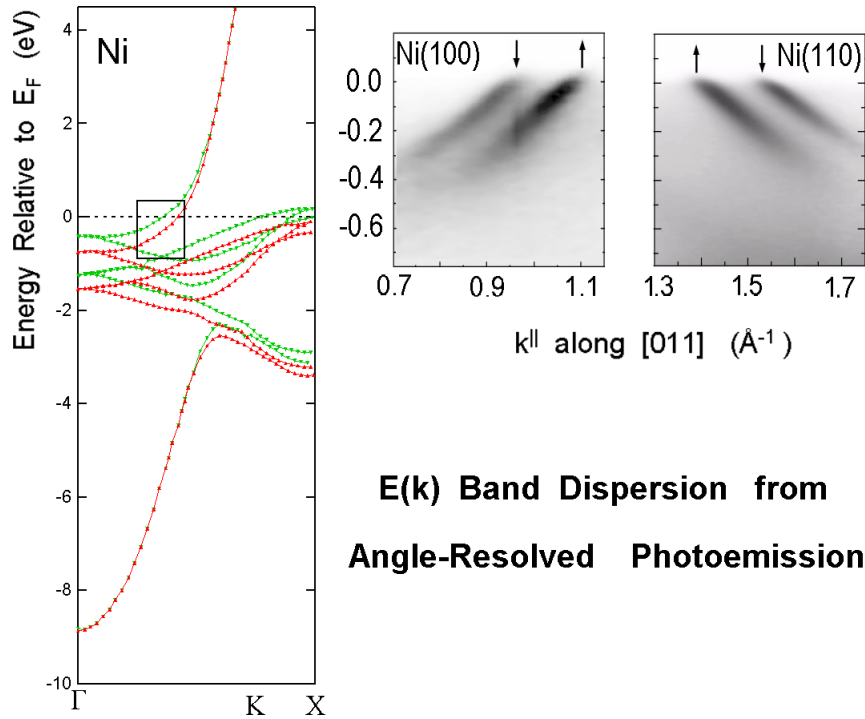 Energy Relative to E_F (eV)
4
2
0
-2
-4
-6
-8
-10
Ni
Γ K X
Ni(100) ↓ ↑
↑ ↓ Ni(110)
0.0
-0.2
-0.4
-0.6
0.7 0.9 1.1
1.3 1.5 1.7
k|| along [011] (Å-1)
E(k) Band Dispersion from
Angle-Resolved Photoemission